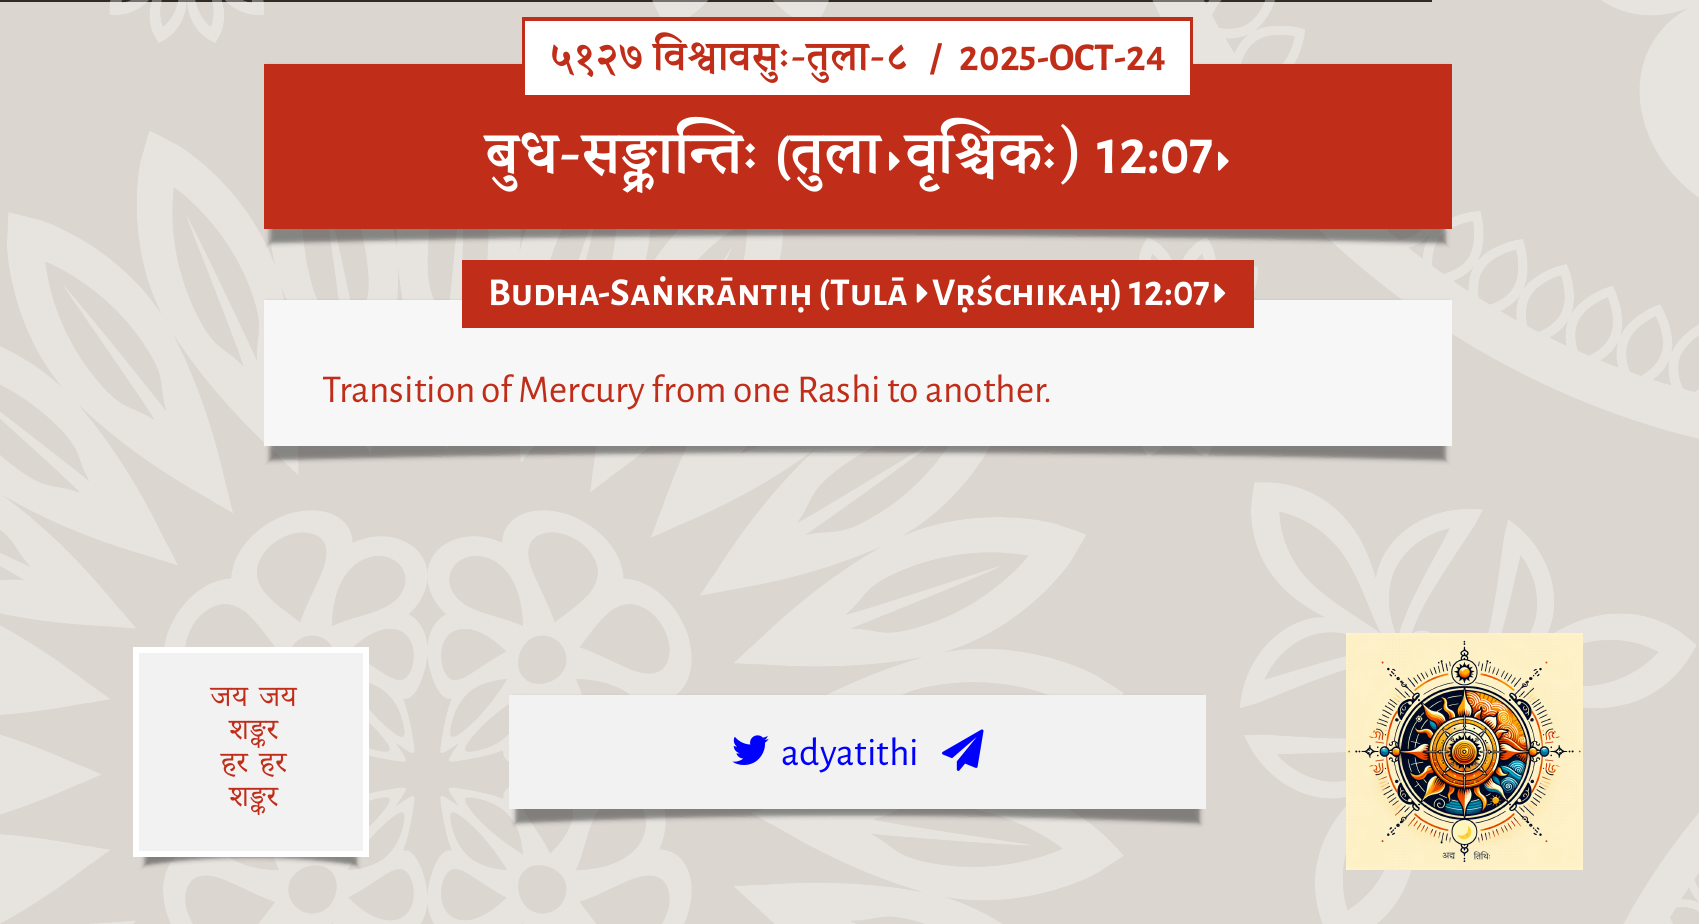 ५१२७ विश्वावसुः-तुला-८ / 2025-OCT-24
बुध-सङ्क्रान्तिः (तुला⏵वृश्चिकः) 12:07⏵
Budha-Saṅkrāntiḥ (Tulā⏵Vṛśchikaḥ) 12:07⏵
Transition of Mercury from one Rashi to another.
जय जय
शङ्कर
हर हर
शङ्कर
adyatithi
अद्य तिथिः